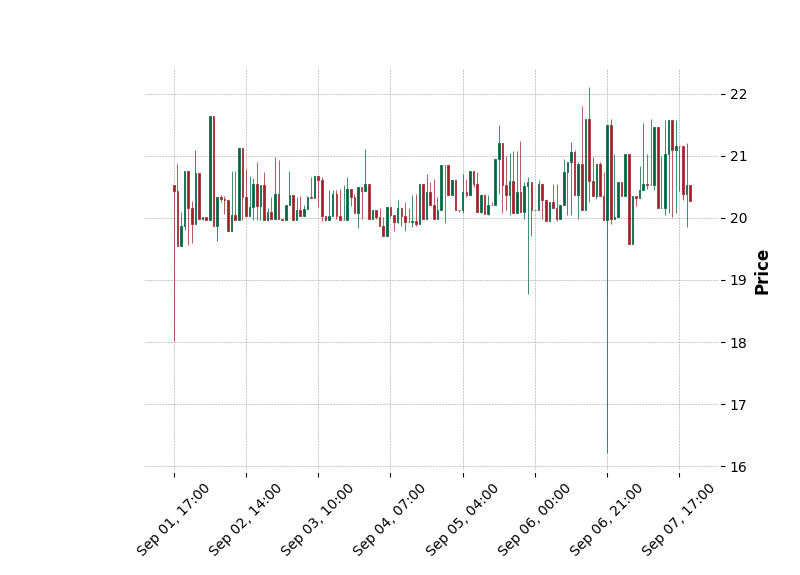 22
21
20
19
18
17
16
Price
Sep 01, 17:00
Sep 02, 14:00
Sep 03, 10:00
Sep 04, 07:00
Sep 05, 04:00
Sep 06, 00:00
Sep 06, 21:00
Sep 07, 17:00